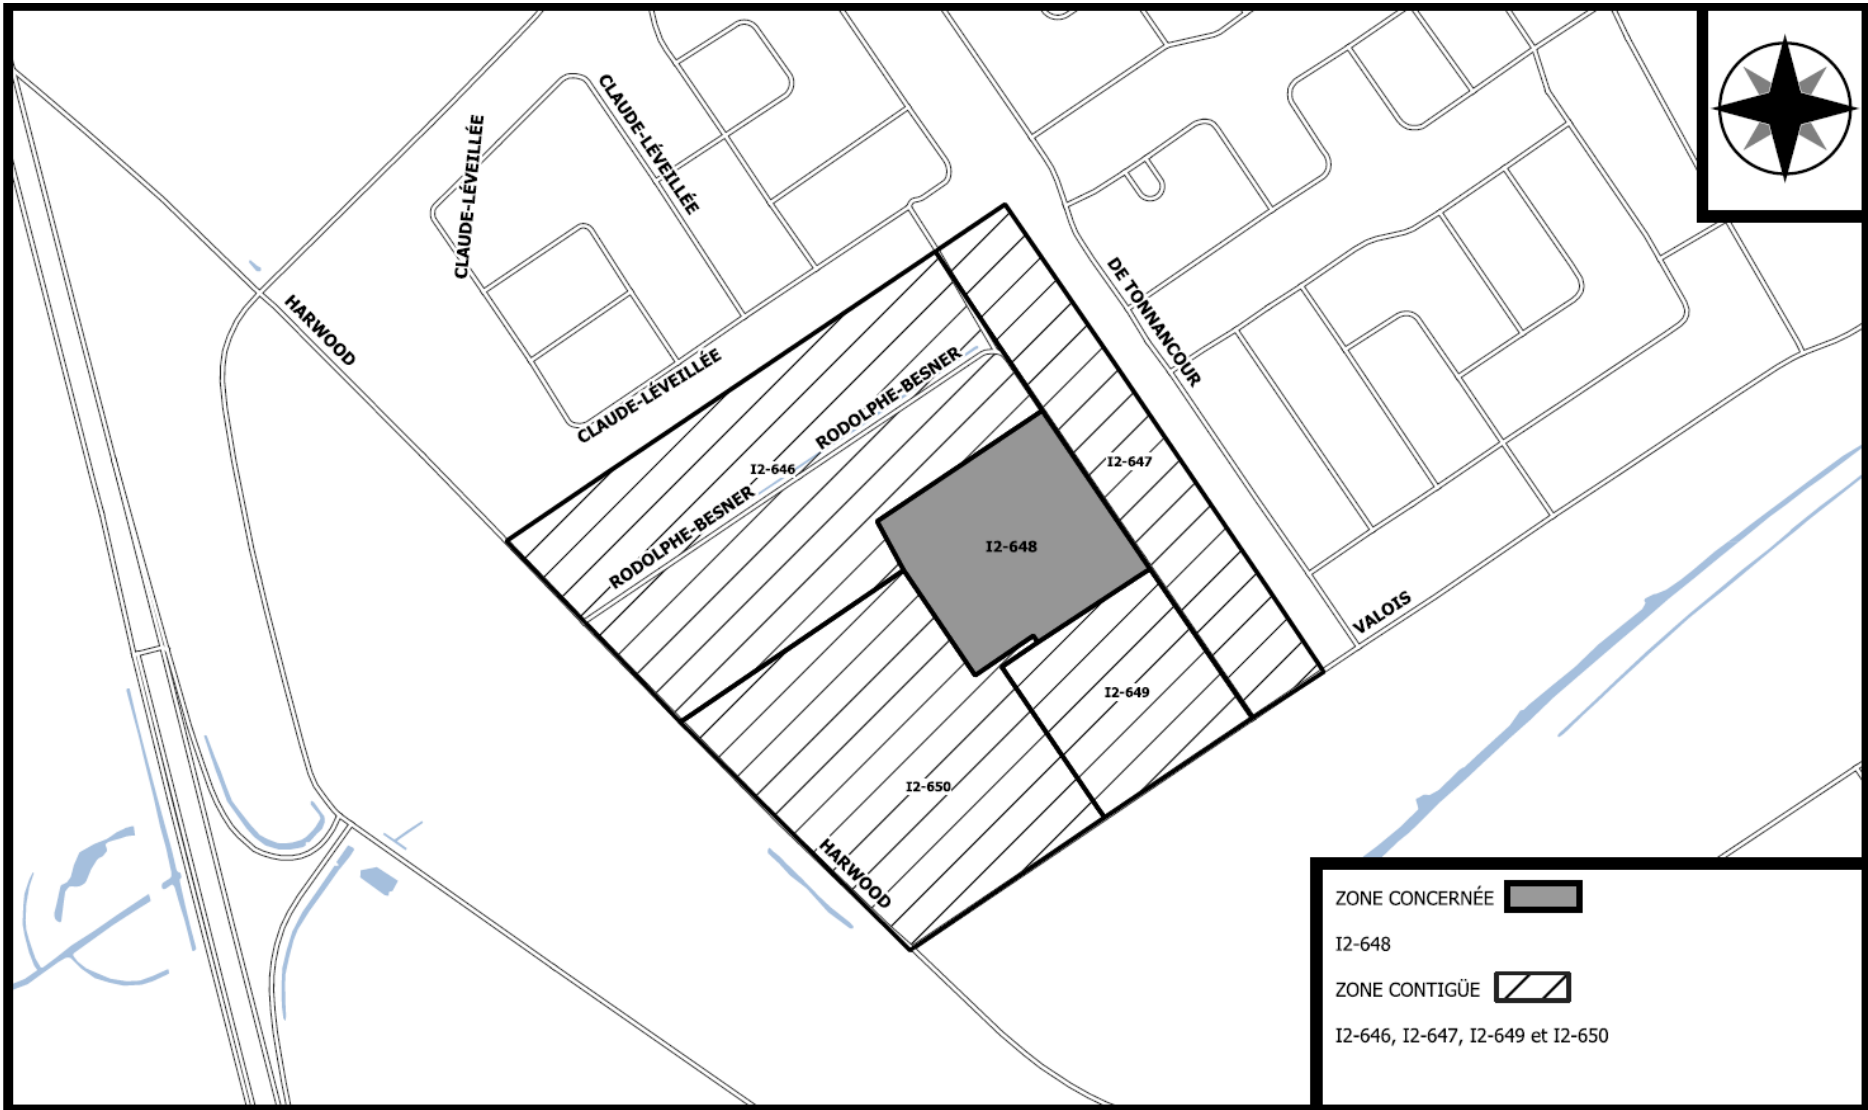 CLAUDE-LÉVEILLÉE
CLAUDE-LÉVEILLÉE
HARWOOD
CLAUDE-LÉVEILLÉE
DE TONNANCOUR
RODOLPHE-BESNER
I2-646
I2-647
RODOLPHE-BESNER
I2-648
VALOIS
I2-649
I2-650
HARWOOD
ZONE CONCERNÉE
I2-648
ZONE CONTIGÜE
I2-646, I2-647, I2-649 et I2-650